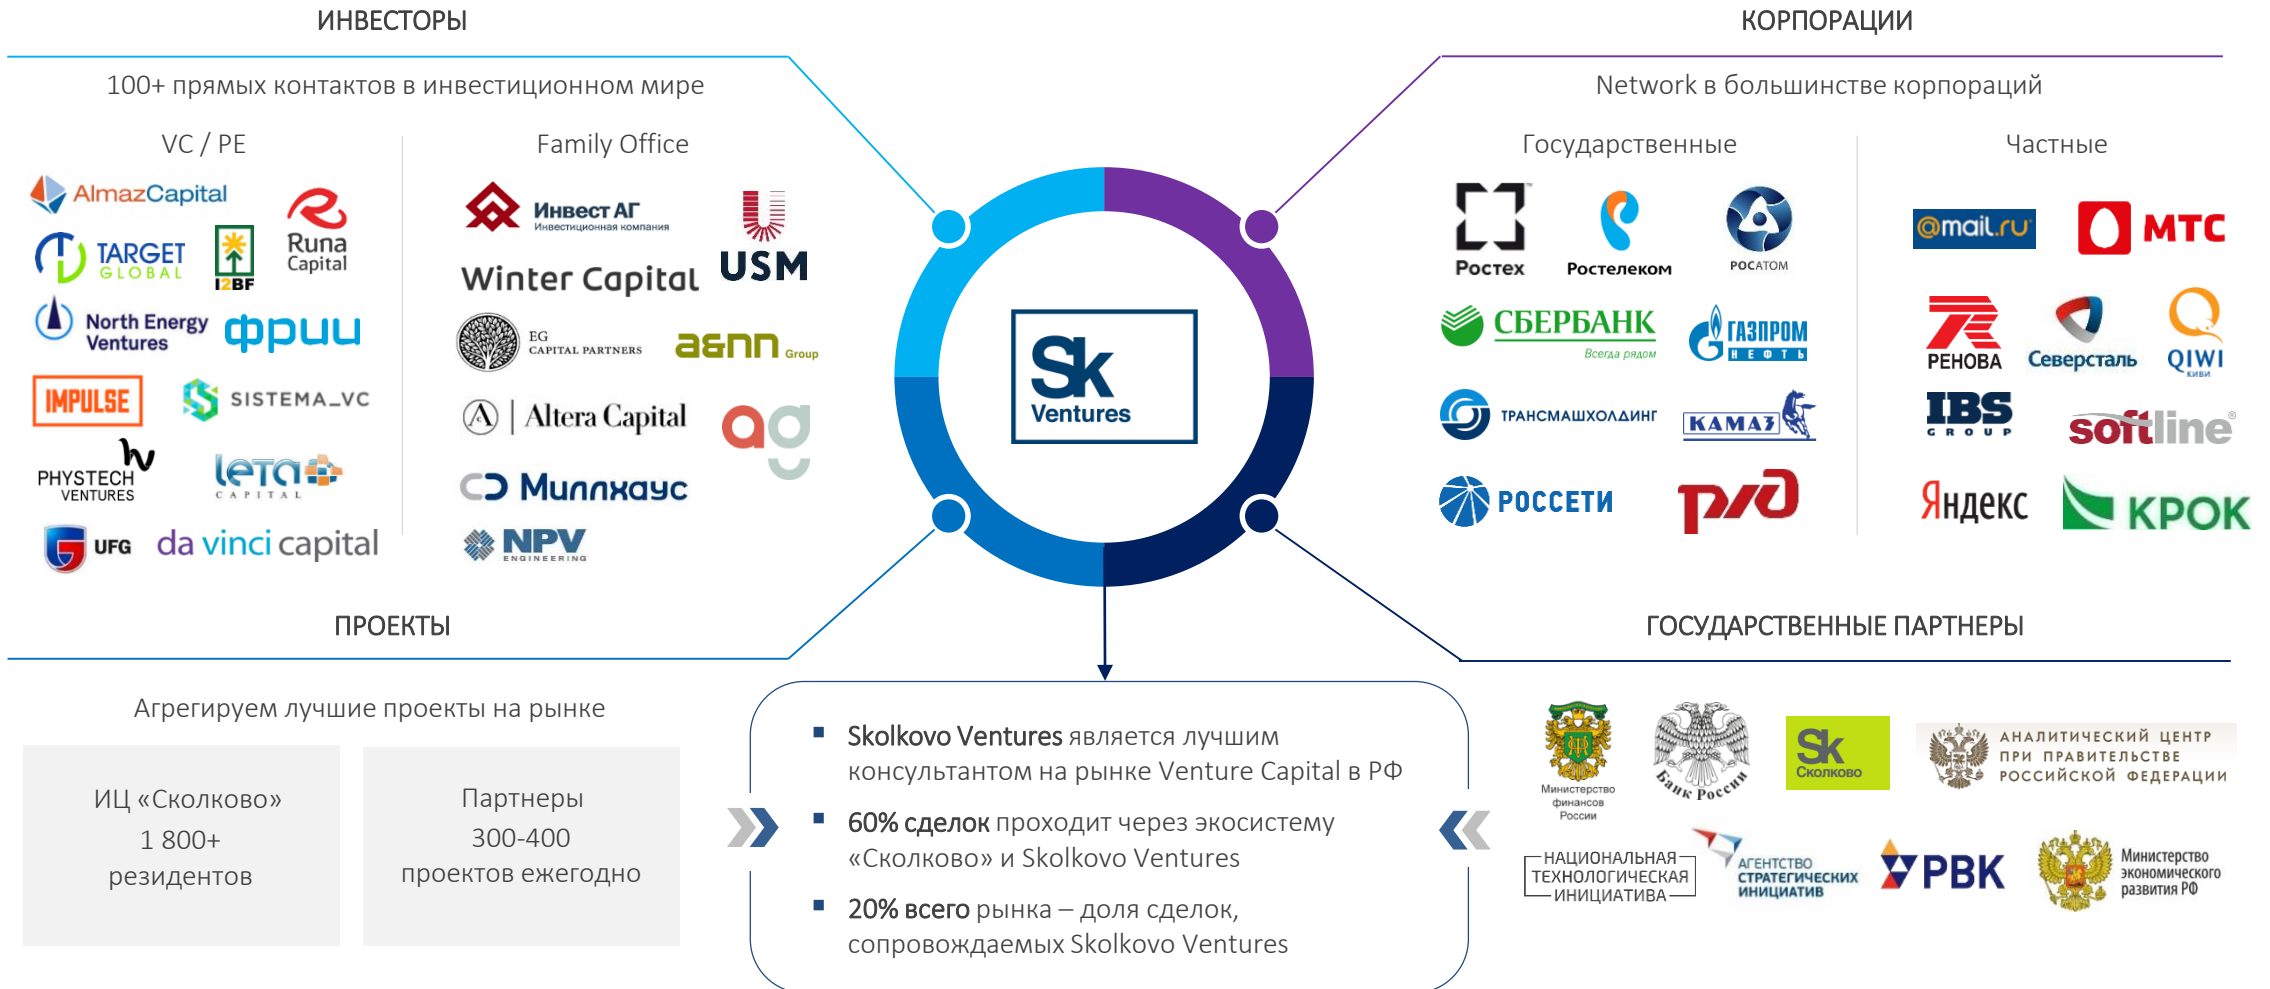 ИНВЕСТОРЫ
100+ прямых контактов в инвестиционном мире
VC / PE
AlmazCapital
Runa
Capital
TARGET
GLOBAL
I2BF
North Energy
Ventures
фрии
IMPULSE
SISTEMA_VC
PHYSTECH
VENTURES
Leta
CAPITAL
UFG
da vinci capital
Family Office
Инвест АГ
Инвестиционная компания
USM
Winter Capital
EG
CAPITAL PARTNERS
a&nn Group
Altera Capital
ag
Миллхаус
NPV
ENGINEERING
КОРПОРАЦИИ
Network в большинстве корпораций
Государственные
Ростех
Ростелеком
РОСАТОМ
СБЕРБАНК
Всегда рядом
ГАЗПРОМ
НЕФТЬ
ТРАНСМАШХОЛДИНГ
КАМАЗ
РОССЕТИ
ржд
Частные
@mail.ru
МТС
РЕНОВА
Северсталь
QIWI
КИВИ
IBS
GROUP
softline®
Яндекс
КРОК
Sk
Ventures
ПРОЕКТЫ
Агрегируем лучшие проекты на рынке
ИЦ «Сколково»
1 800+
резидентов
Партнеры
300-400
проектов ежегодно
▪ Skolkovo Ventures является лучшим
консультантом на рынке Venture Capital в РФ
▪ 60% сделок проходит через экосистему
«Сколково» и Skolkovo Ventures
▪ 20% всего рынка – доля сделок,
сопровождаемых Skolkovo Ventures
ГОСУДАРСТВЕННЫЕ ПАРТНЕРЫ
Министерство
финансов
России
Банк России
Sk
Сколково
АНАЛИТИЧЕСКИЙ ЦЕНТР
ПРИ ПРАВИТЕЛЬСТВЕ
РОССИЙСКОЙ ФЕДЕРАЦИИ
НАЦИОНАЛЬНАЯ
ТЕХНОЛОГИЧЕСКАЯ
ИНИЦИАТИВА
АГЕНТСТВО
СТРАТЕГИЧЕСКИХ
ИНИЦИАТИВ
РВК
Министерство
экономического
развития РФ